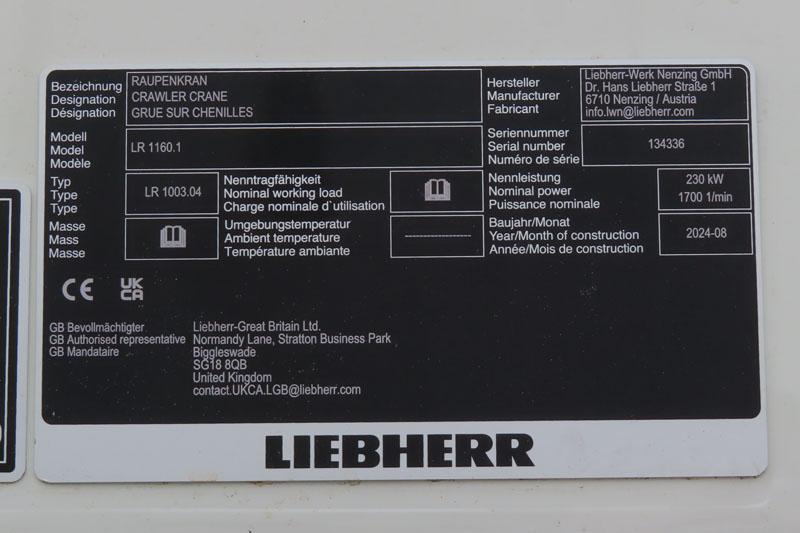 Bezeichnung
Designation
Désignation
RAUPENKRAN
CRAWLER CRANE
GRUE SUR CHENILLES
Hersteller
Manufacturer
Fabricant
Liebherr-Werk Nenzing GmbH
Dr. Hans Liebherr Straße 1
6710 Nenzing / Austria
info.lwn@liebherr.com
Modell
Model
Modèle
LR 1160.1
Seriennummer
Serial number
Numéro de série
134336
Typ
Type
Type
LR 1003.04
Nenntragfähigkeit
Nominal working load
Charge nominale d`utilisation
Nennleistung
Nominal power
Puissance nominale
230 kW
1700 1/min
Masse
Mass
Masse
Umgebungstemperatur
Ambient temperature
Température ambiante
--------------------
Baujahr/Monat
Year/Month of construction
Année/Mois de construction
2024-08
CE
UK
CA
GB Bevollmächtigter
GB Authorised representative
GB Mandataire
Liebherr-Great Britain Ltd.
Normandy Lane, Stratton Business Park
Biggleswade
SG18 8QB
United Kingdom
contact.UKCA.LGB@liebherr.com
LIEBHERR